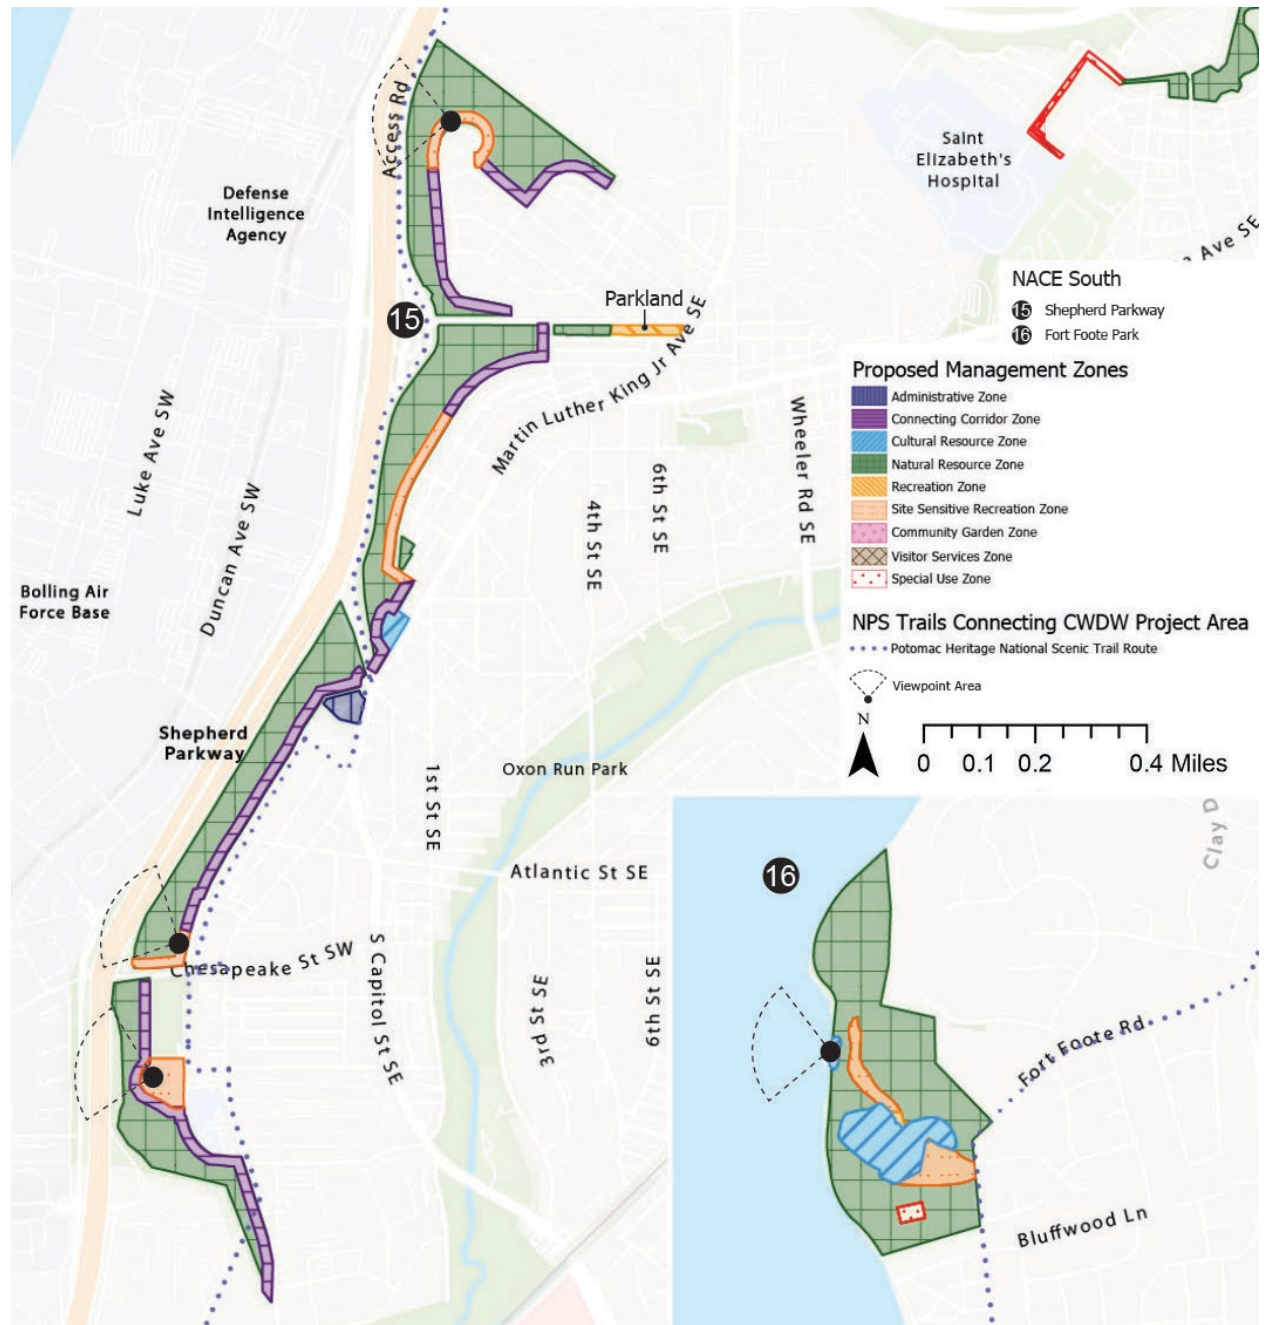 Access Rd
Saint
Elizabeth's
Hospital
Defense
Intelligence
Agency
Ave SE
NACE South
15 Shepherd Parkway
16 Fort Foote Park
Parkland
15
Proposed Management Zones
Administrative Zone
Connecting Corridor Zone
Cultural Resource Zone
Natural Resource Zone
Recreation Zone
Site Sensitive Recreation Zone
Community Garden Zone
Visitor Services Zone
Special Use Zone
Martin Luther King Jr Ave SE
Luke Ave SW
Wheeler Rd SE
6th St SE
4th St SE
Duncan Ave SW
Bolling Air
Force Base
NPS Trails Connecting CWDW Project Area
Potomac Heritage National Scenic Trail Route
Viewpoint Area
N
0 0.1 0.2 0.4 Miles
Shepherd
Parkway
Oxon Run Park
1st St SE
Atlantic St SE
Clay D
16
Chesapeake St SW
S Capitol St SE
3rd St SE
6th St SE
Fort Foote Rd
Bluffwood Ln